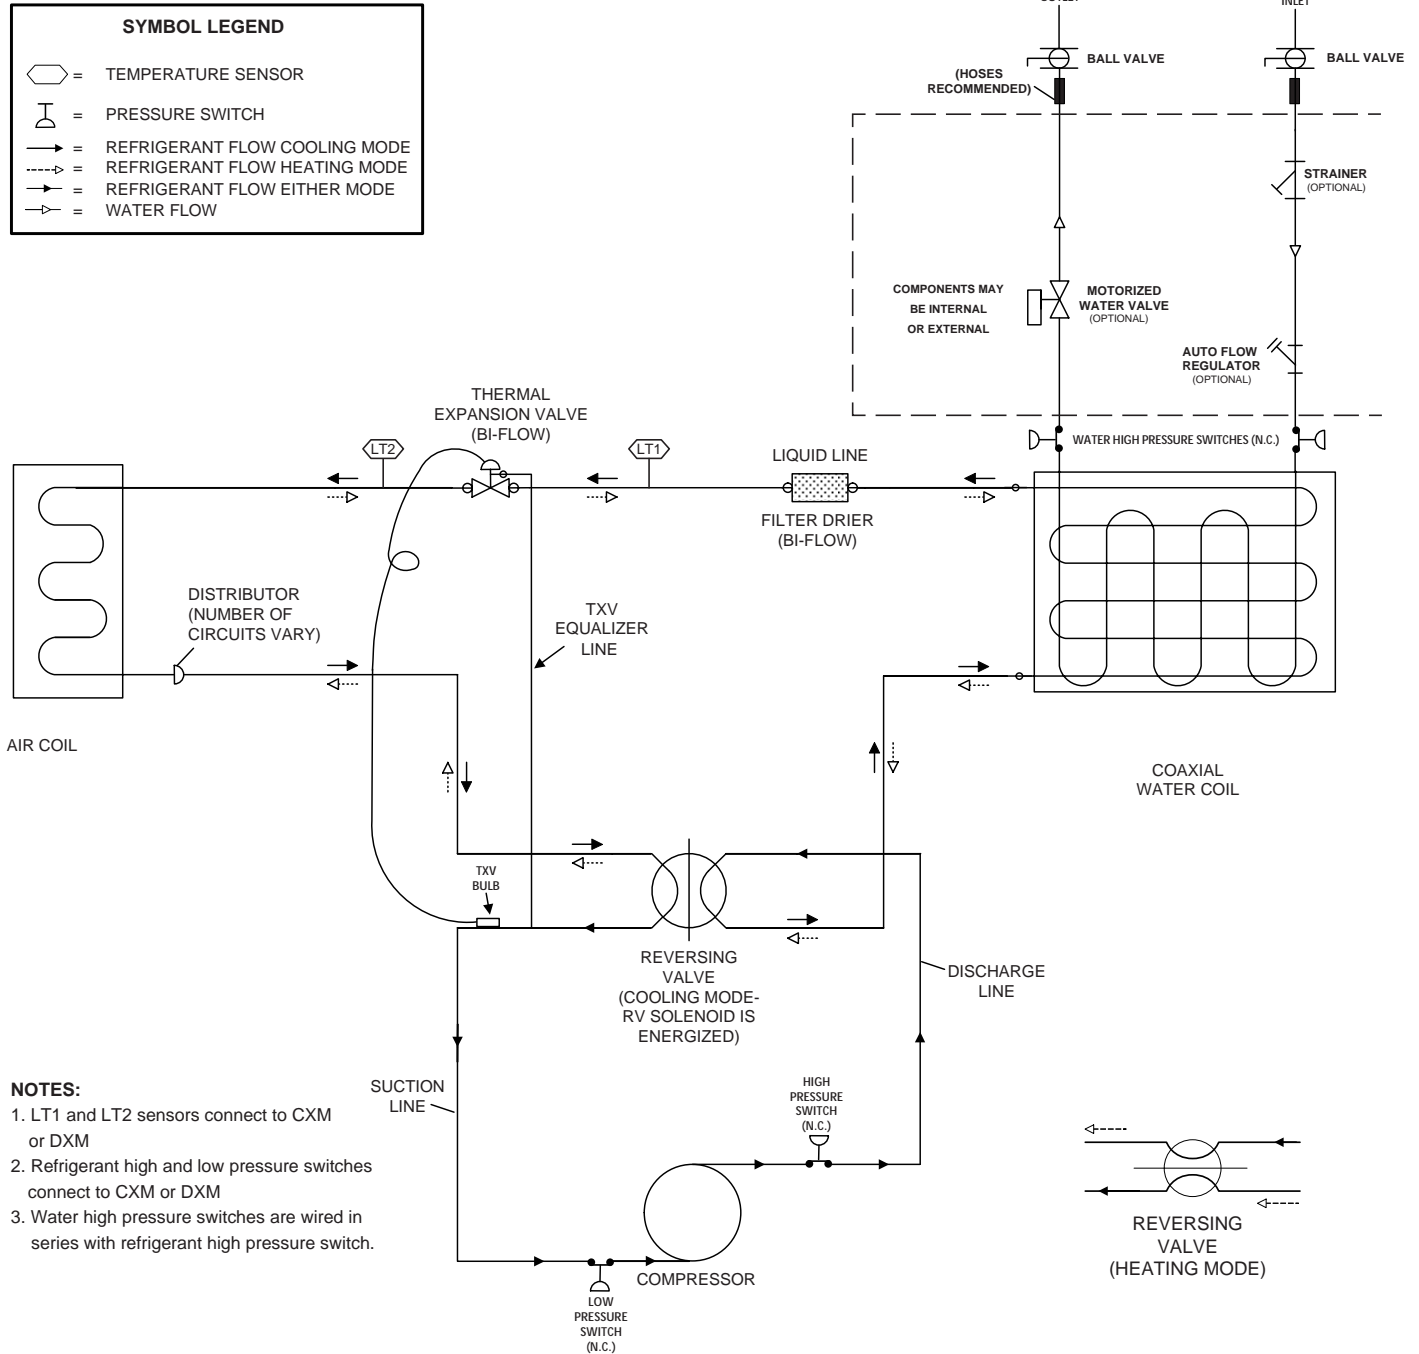 OUTLET
INLET
SYMBOL LEGEND
= TEMPERATURE SENSOR
= PRESSURE SWITCH
= REFRIGERANT FLOW COOLING MODE
= REFRIGERANT FLOW HEATING MODE
= REFRIGERANT FLOW EITHER MODE
= WATER FLOW
BALL VALVE
BALL VALVE
(HOSES
RECOMMENDED)
STRAINER
(OPTIONAL)
COMPONENTS MAY
BE INTERNAL
OR EXTERNAL
MOTORIZED
WATER VALVE
(OPTIONAL)
AUTO FLOW
REGULATOR
(OPTIONAL)
WATER HIGH PRESSURE SWITCHES (N.C.)
THERMAL
EXPANSION VALVE
(BI-FLOW)
LT2
LT1
LIQUID LINE
FILTER DRIER
(BI-FLOW)
DISTRIBUTOR
(NUMBER OF
CIRCUITS VARY)
TXV
EQUALIZER
LINE
AIR COIL
COAXIAL
WATER COIL
TXV
BULB
REVERSING
VALVE
(COOLING MODE-
RV SOLENOID IS
ENERGIZED)
DISCHARGE
LINE
SUCTION
LINE
HIGH
PRESSURE
SWITCH
(N.C.)
COMPRESSOR
LOW
PRESSURE
SWITCH
(N.C.)
REVERSING
VALVE
(HEATING MODE)
NOTES:
1. LT1 and LT2 sensors connect to CXM
or DXM
2. Refrigerant high and low pressure switches
connect to CXM or DXM
3. Water high pressure switches are wired in
series with refrigerant high pressure switch.